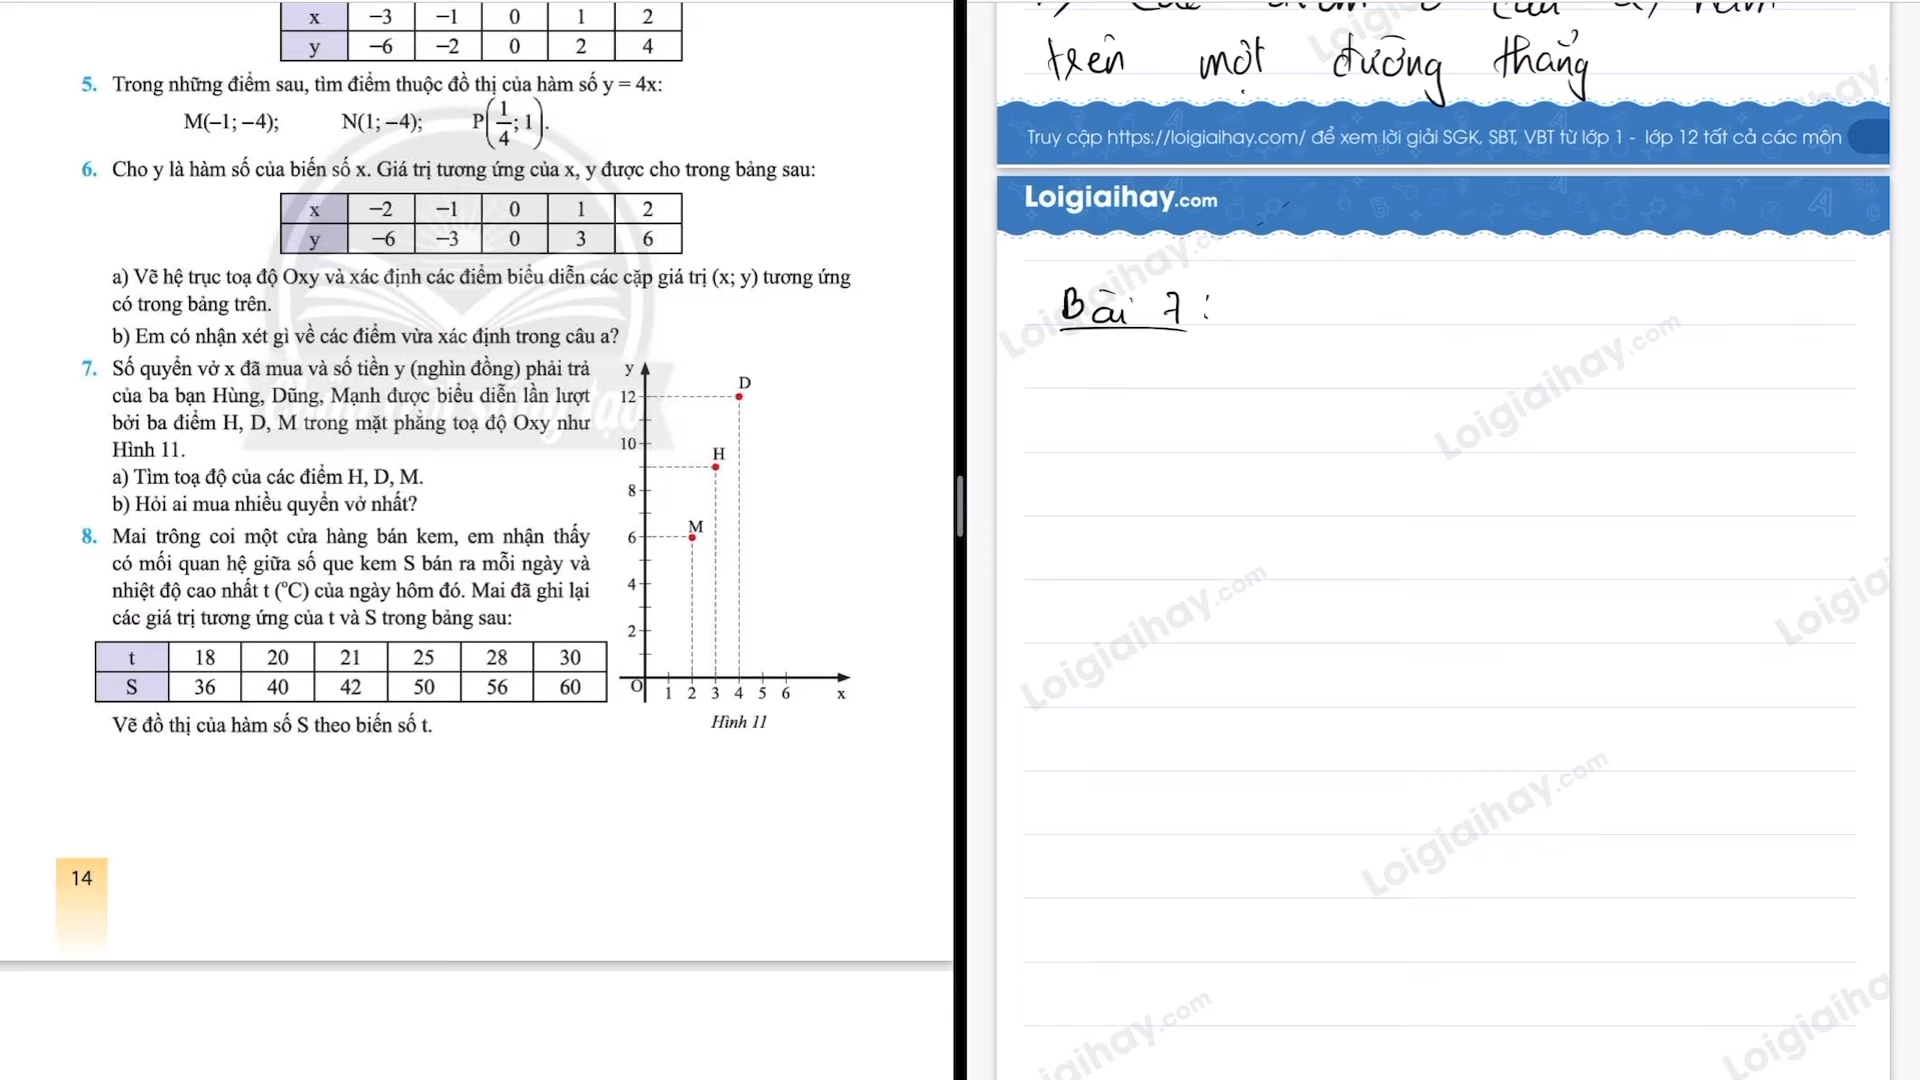 x −3 −1 0 1 2
y −6 −2 0 2 4
5. Trong những điểm sau, tìm điểm thuộc đồ thị của hàm số y = 4x:
M(−1; −4); N(1; −4); P(1/4; 1).
6. Cho y là hàm số của biến số x. Giá trị tương ứng của x, y được cho trong bảng sau:
x −2 −1 0 1 2
y −6 −3 0 3 6
a) Vẽ hệ trục toạ độ Oxy và xác định các điểm biểu diễn các cặp giá trị (x; y) tương ứng
có trong bảng trên.
b) Em có nhận xét gì về các điểm vừa xác định trong câu a?
7. Số quyển vở x đã mua và số tiền y (nghìn đồng) phải trả
của ba bạn Hùng, Dũng, Mạnh được biểu diễn lần lượt
bởi ba điểm H, D, M trong mặt phẳng toạ độ Oxy như
Hình 11.
a) Tìm toạ độ của các điểm H, D, M.
b) Hỏi ai mua nhiều quyển vở nhất?
8. Mai trông coi một cửa hàng bán kem, em nhận thấy
có mối quan hệ giữa số que kem S bán ra mỗi ngày và
nhiệt độ cao nhất t (°C) của ngày hôm đó. Mai đã ghi lại
các giá trị tương ứng của t và S trong bảng sau:
t 18 20 21 25 28 30
S 36 40 42 50 56 60
Vẽ đồ thị của hàm số S theo biến số t.
y
D
12
10
H
8
M
6
4
2
O 1 2 3 4 5 6 x
Hình 11
14
trên một đường thẳng
Truy cập https://loigiaihay.com/ để xem lời giải SGK, SBT, VBT từ lớp 1 - lớp 12 tất cả các môn
Loigiaihay.com
Bài 7:
Loigiaihay.com
Loigiaihay.com
Loigiaihay.com